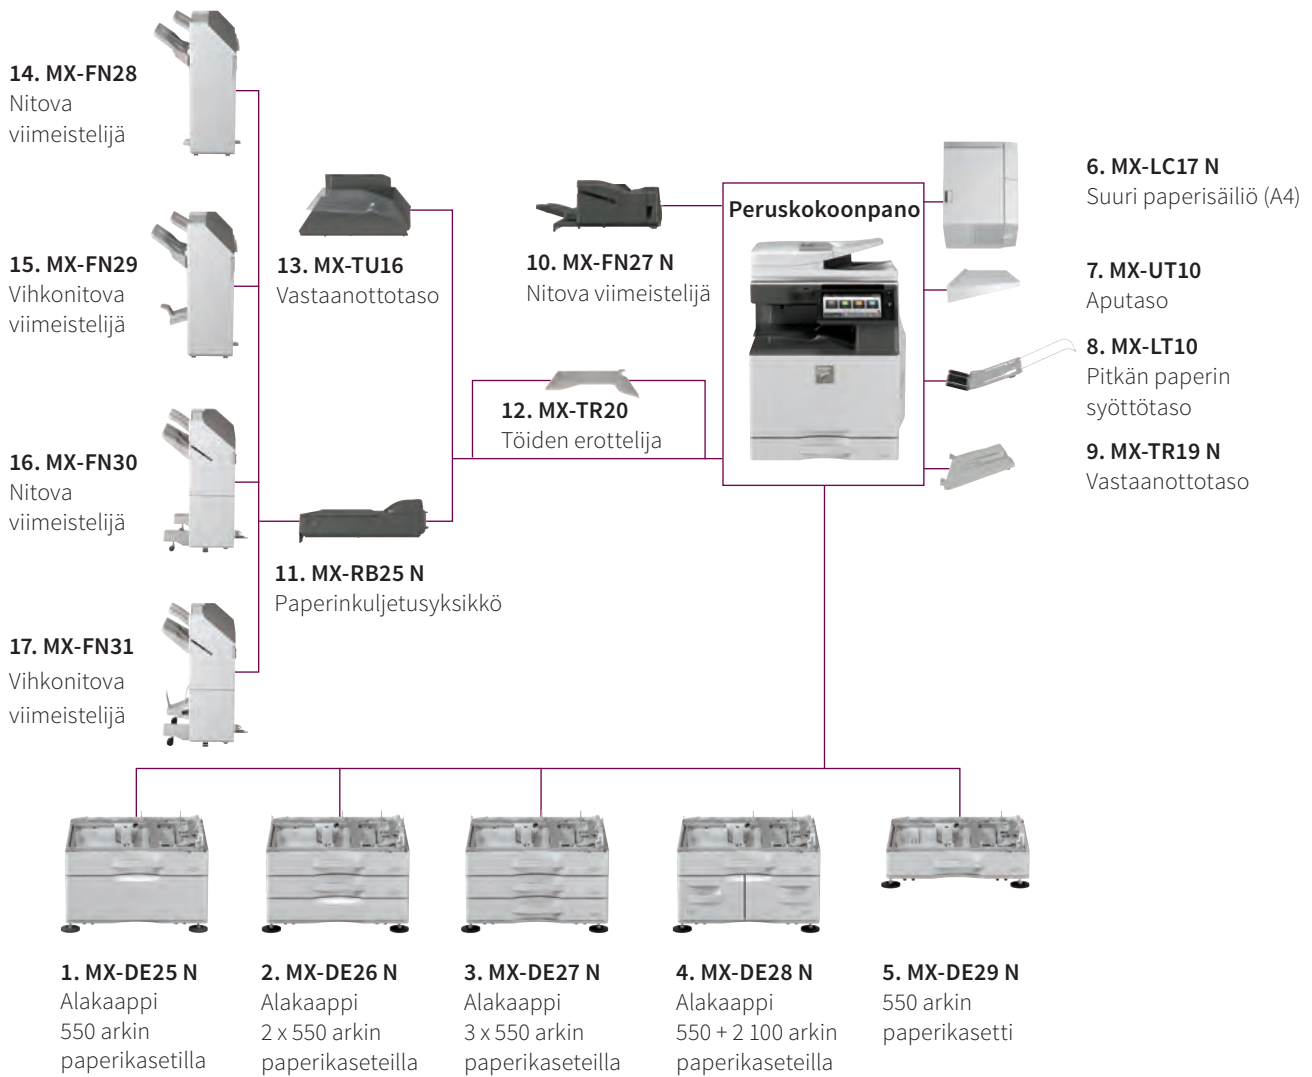 14. MX-FN28
Nitova
viimeistelijä
15. MX-FN29
Vihkonitova
viimeistelijä
16. MX-FN30
Nitova
viimeistelijä
17. MX-FN31
Vihkonitova
viimeistelijä
13. MX-TU16
Vastaanottotaso
11. MX-RB25 N
Paperinkuljetusyksikkö
10. MX-FN27 N
Nitova viimeistelijä
12. MX-TR20
Töiden erottelija
Peruskokoonpano
6. MX-LC17 N
Suuri paperisäiliö (A4)
7. MX-UT10
Aputaso
8. MX-LT10
Pitkän paperin
syöttötaso
9. MX-TR19 N
Vastaanottotaso
1. MX-DE25 N
Alakaappi
550 arkin
paperikasetilla
2. MX-DE26 N
Alakaappi
2 x 550 arkin
paperikaseteilla
3. MX-DE27 N
Alakaappi
3 x 550 arkin
paperikaseteilla
4. MX-DE28 N
Alakaappi
550 + 2 100 arkin
paperikaseteilla
5. MX-DE29 N
550 arkin
paperikasetti